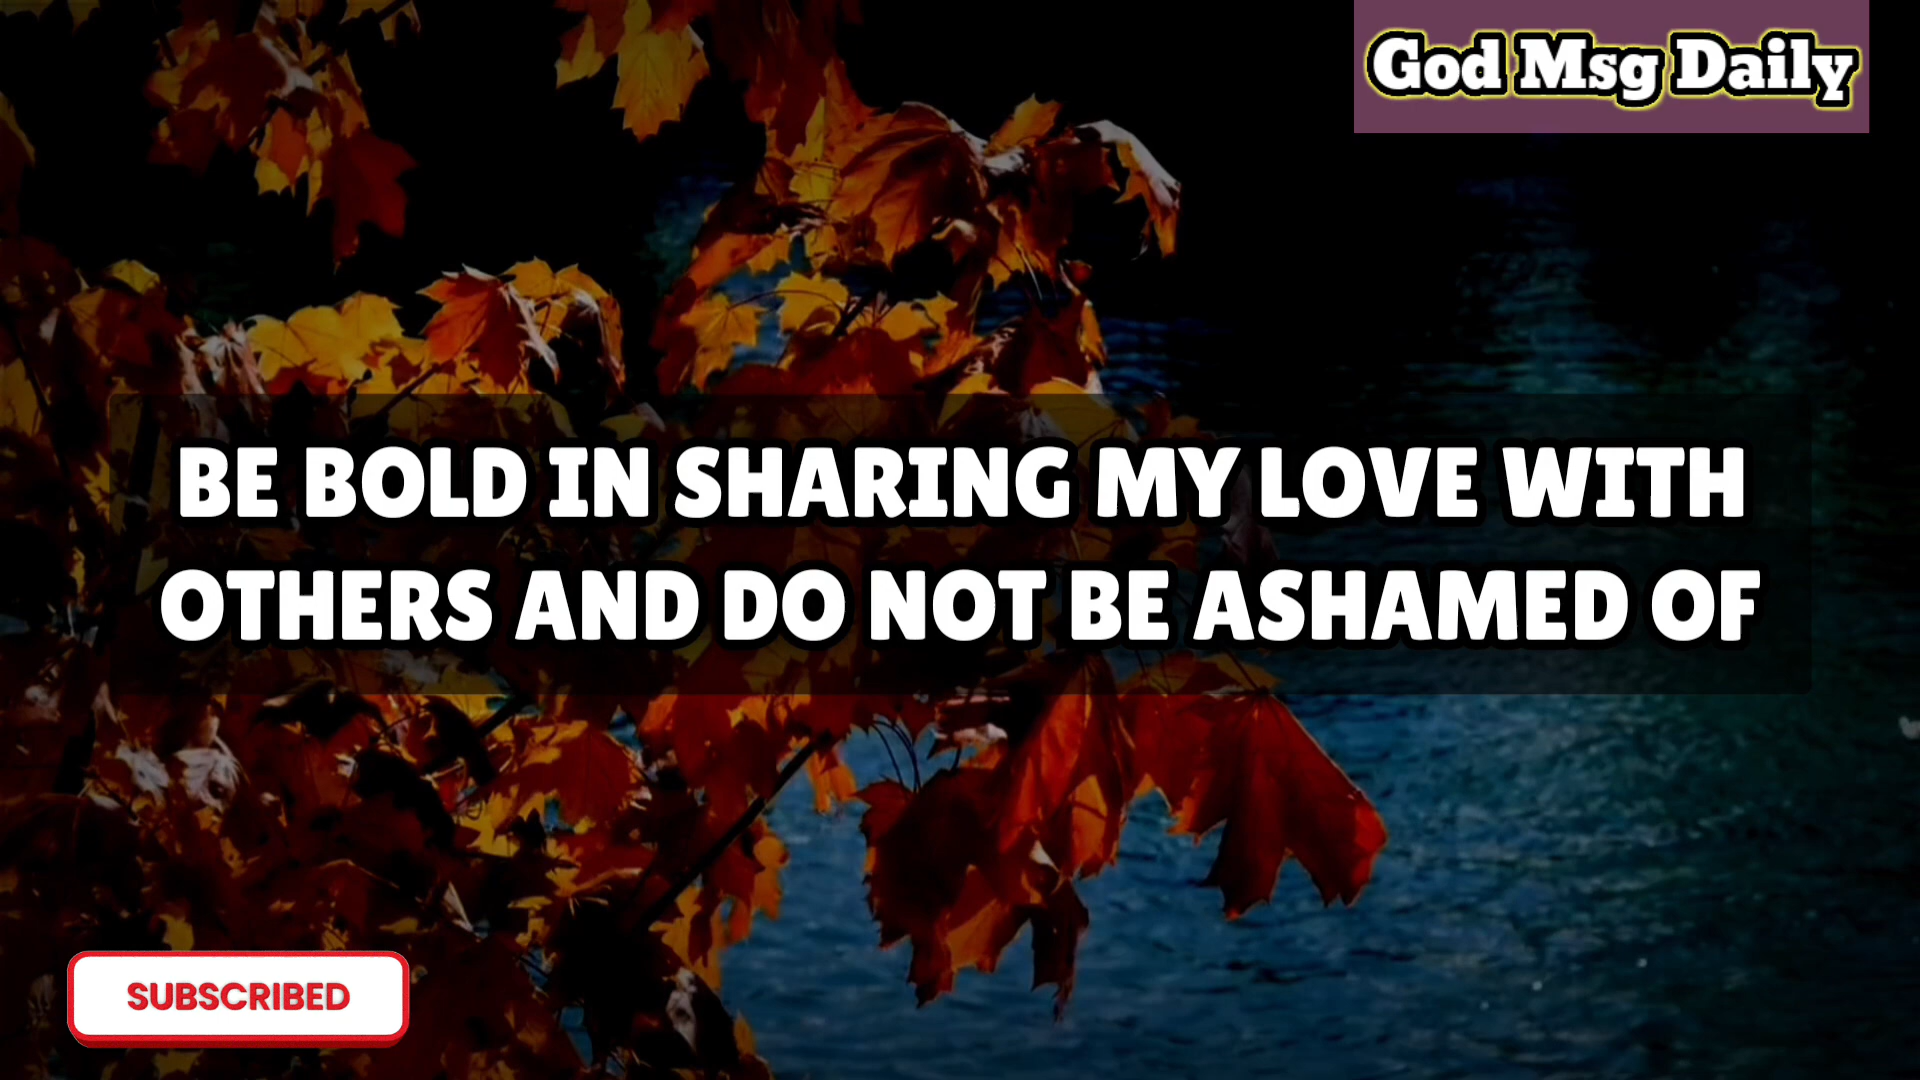 God Msg Daily
BE BOLD IN SHARING MY LOVE WITH
OTHERS AND DO NOT BE ASHAMED OF
SUBSCRIBED